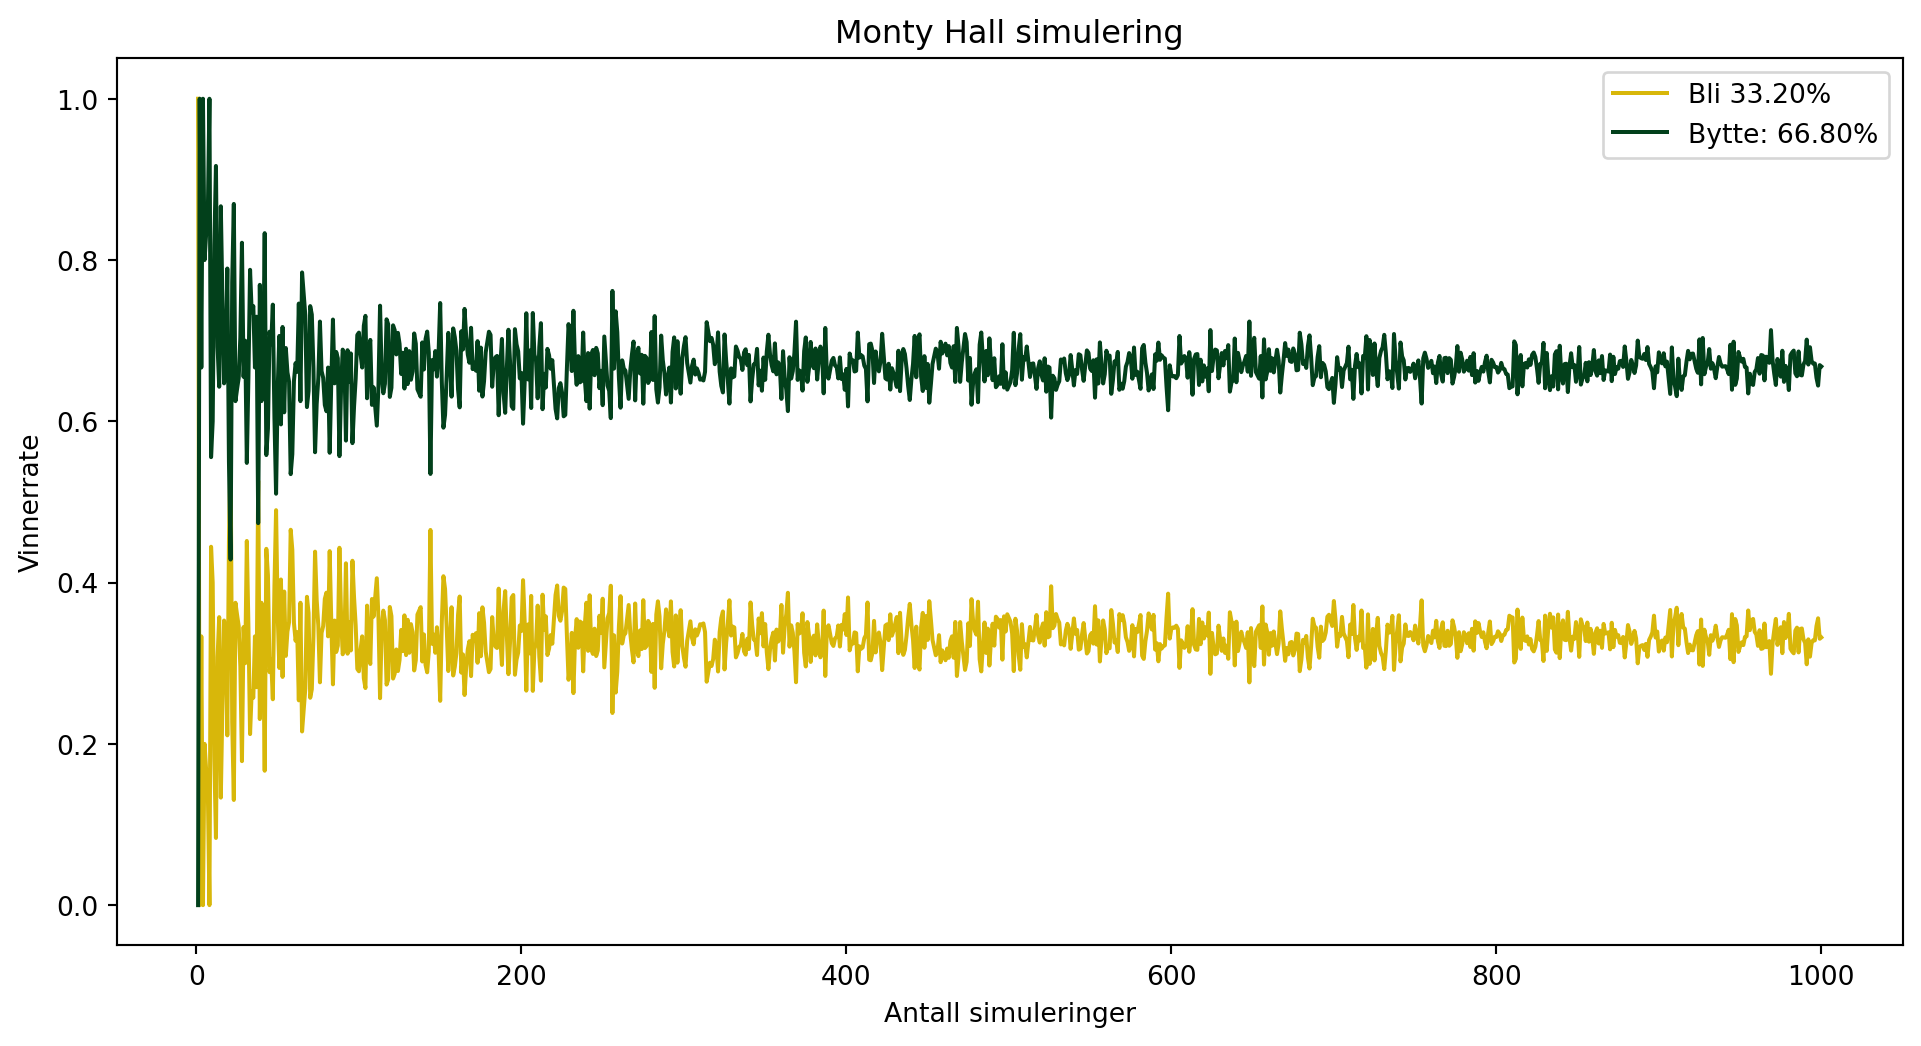 Monty Hall simulering
Bli 33.20%
Bytte: 66.80%
1.0
0.8
0.6
0.4
0.2
0.0
Vinnerrate
0 200 400 600 800 1000
Antall simuleringer